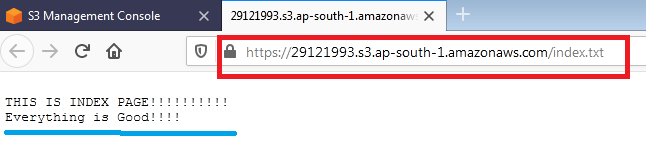 S3 Management Console
29121993.s3.ap-south-1.amazonaws
https://29121993.s3.ap-south-1.amazonaws.com/index.txt
THIS IS INDEX PAGE!!!!!!!!!!
Everything is Good!!!!